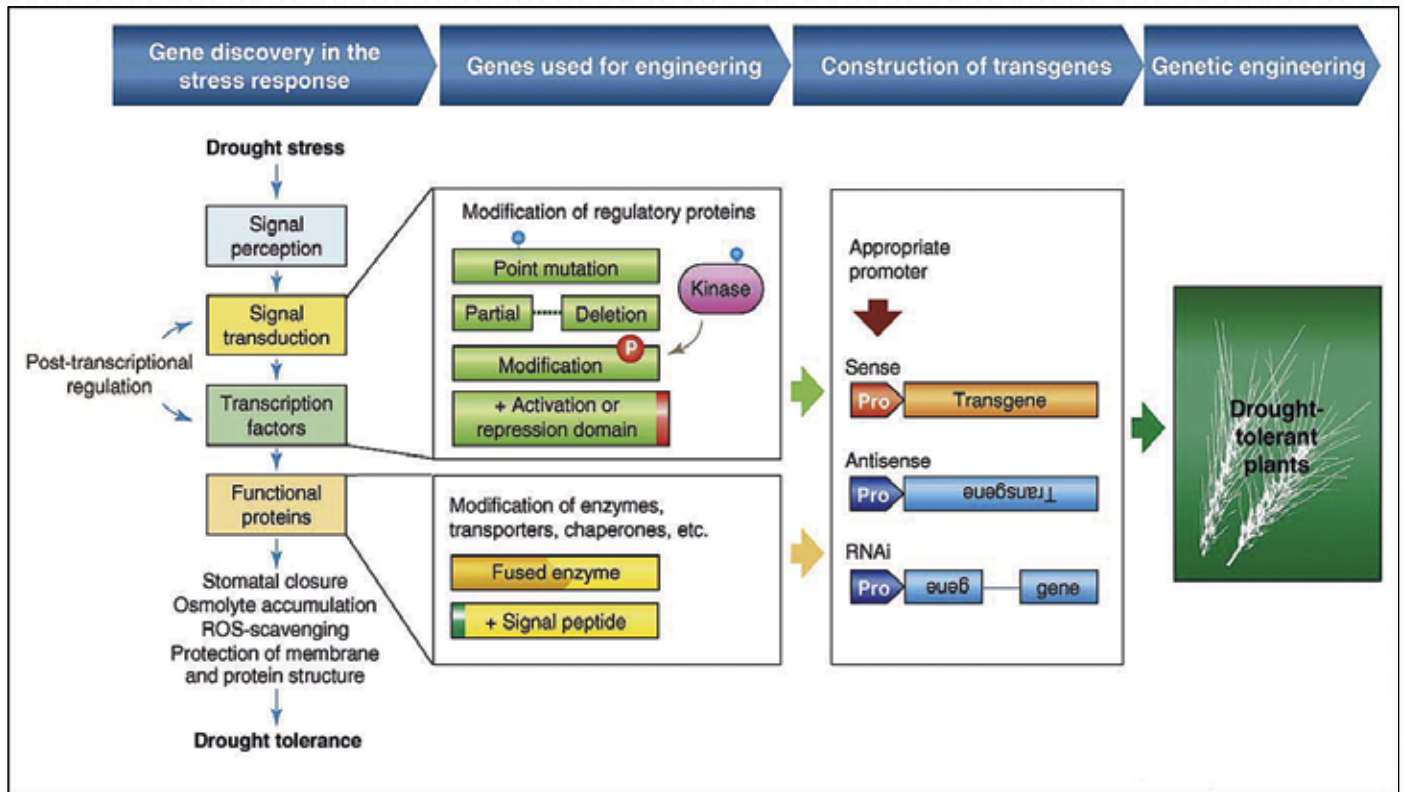 Gene discovery in the
stress response
Genes used for engineering
Construction of transgenes
Genetic engineering
Drought stress
Signal
perception
Signal
transduction
Post-transcriptional
regulation
Transcription
factors
Functional
proteins
Stomatal closure
Osmolyte accumulation
ROS-scavenging
Protection of membrane
and protein structure
Drought tolerance
Modification of regulatory proteins
Point mutation
Kinase
Partial
Deletion
P
Modification
+ Activation or
repression domain
Modification of enzymes,
transporters, chaperones, etc.
Fused enzyme
+ Signal peptide
Appropriate
promoter
Sense
Pro
Transgene
Antisense
Pro
Transgene
RNAi
Pro
gene
gene
Drought-
tolerant
plants